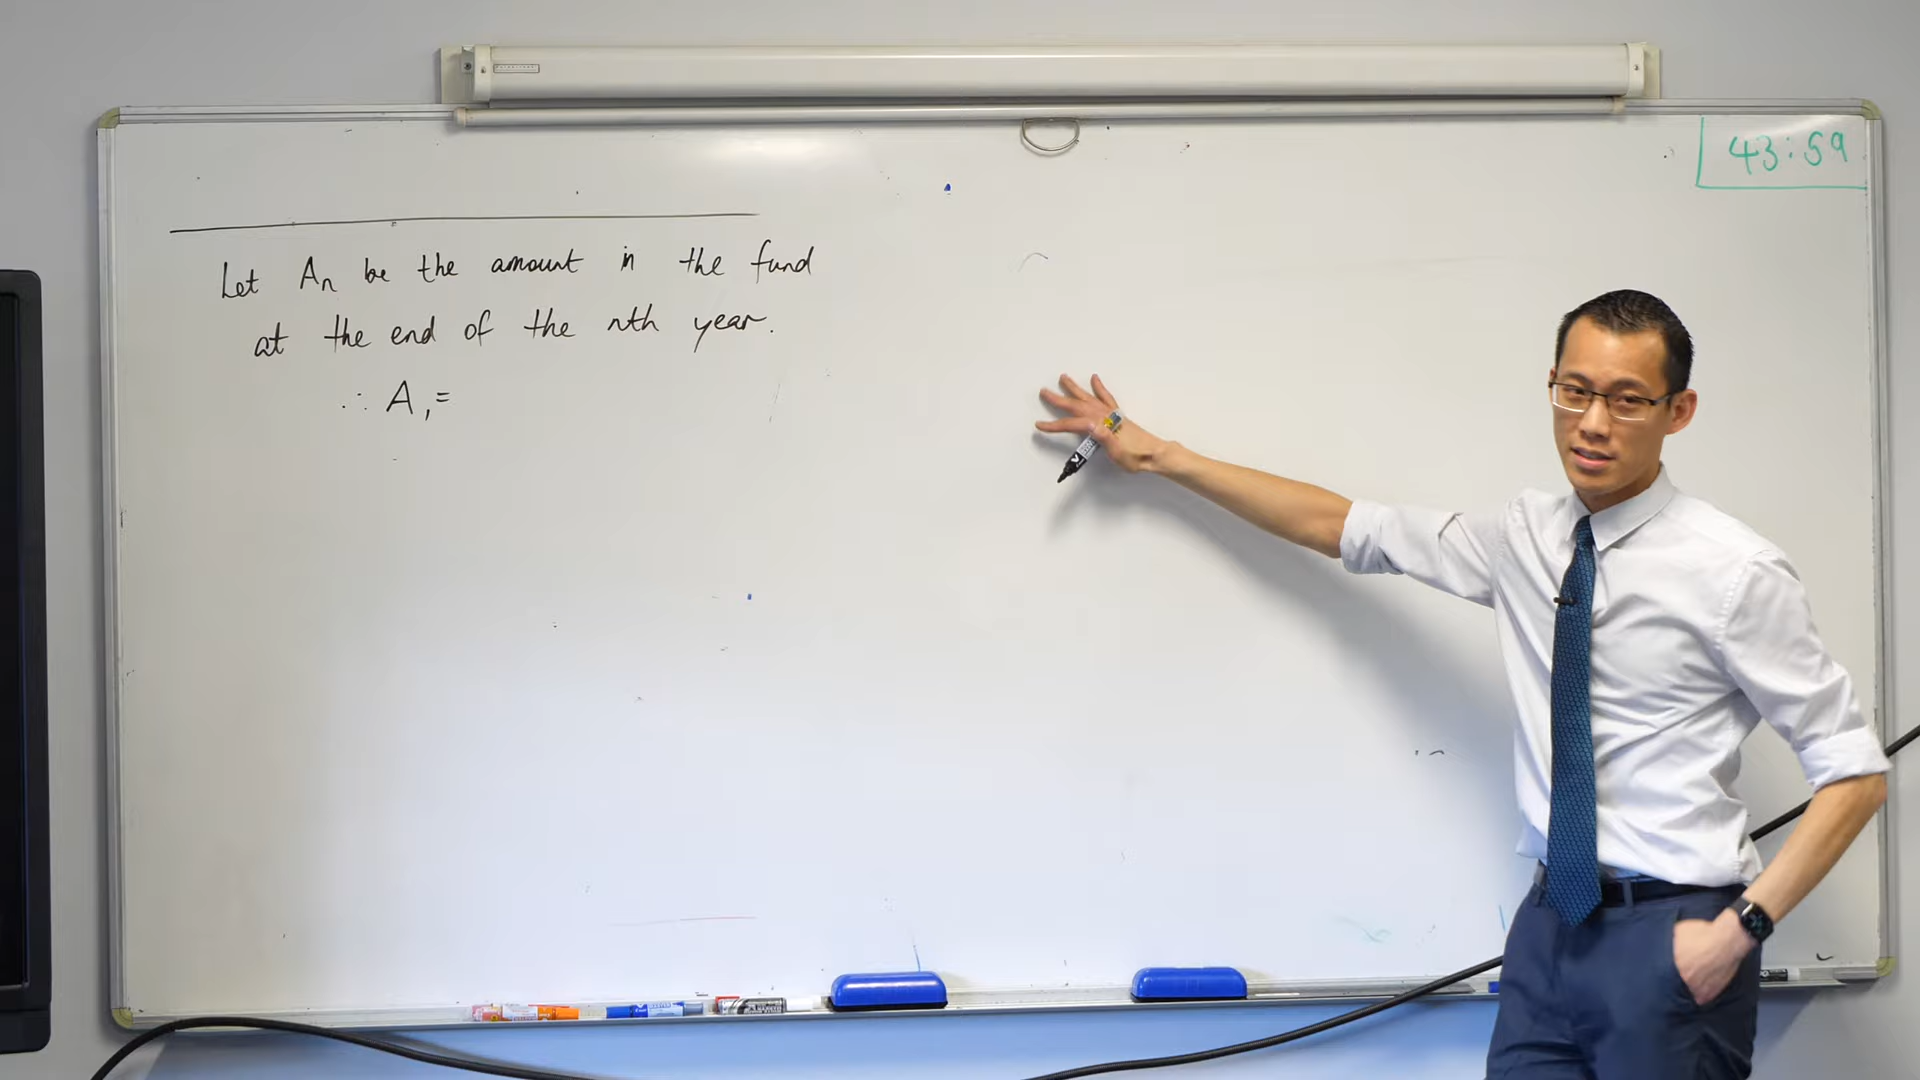 43:59
Let Aₙ be the amount in the fund
at the end of the nth year.
∴ A₁ =